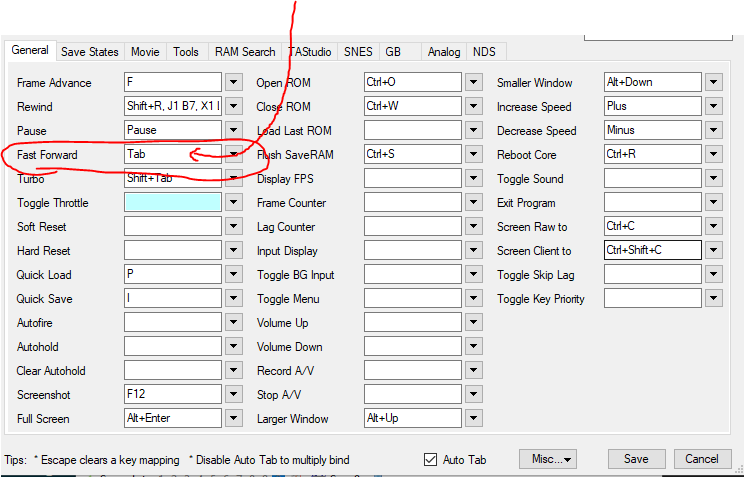 General Save States Movie Tools RAM Search TAStudio SNES GB Analog NDS
Frame Advance F Open ROM Ctrl+O Smaller Window Alt+Down
Rewind Shift+R, J1 B7, X1 Close ROM Ctrl+W Increase Speed Plus
Pause Pause Load Last ROM Decrease Speed Minus
Fast Forward Tab Flush SaveRAM Ctrl+S Reboot Core Ctrl+R
Turbo Shift+Tab Display FPS Toggle Sound
Toggle Throttle Frame Counter Exit Program
Soft Reset Lag Counter Screen Raw to Ctrl+C
Hard Reset Input Display Screen Client to Ctrl+Shift+C
Quick Load P Toggle BG Input Toggle Skip Lag
Quick Save I Toggle Menu Toggle Key Priority
Autofire Volume Up
Autohold Volume Down
Clear Autohold Record A/V
Screenshot F12 Stop A/V
Full Screen Alt+Enter Larger Window Alt+Up
Tips: * Escape clears a key mapping * Disable Auto Tab to multiply bind Auto Tab Misc... Save Cancel